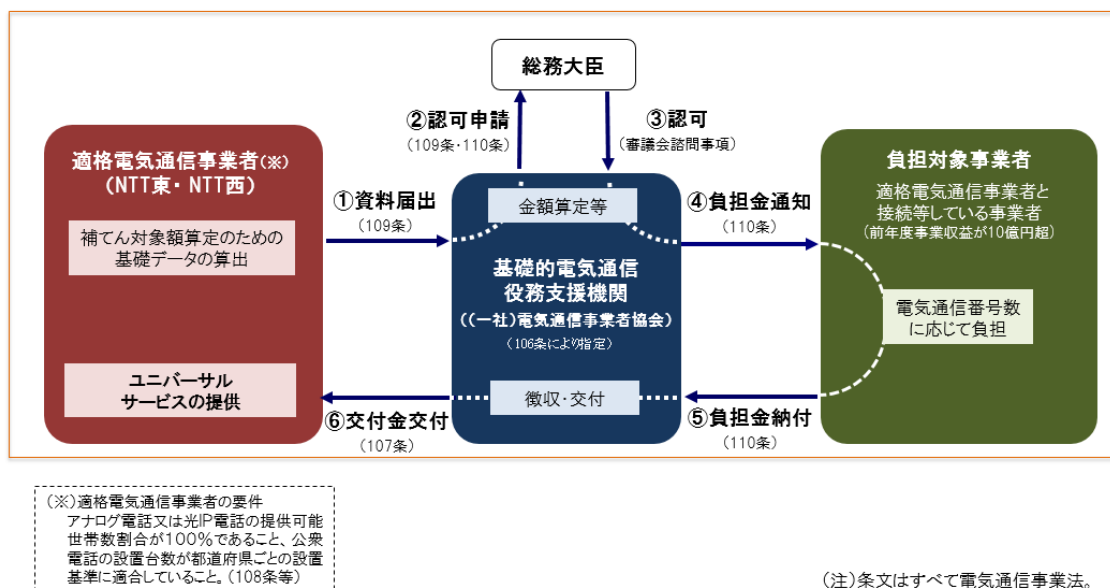 総務大臣
②認可申請
(109条・110条)
③認可
(審議会諮問事項)
適格電気通信事業者(※)
(NTT東・NTT西)
補てん対象額算定のための
基礎データの算出
ユニバーサル
サービスの提供
①資料届出
(109条)
金額算定等
基礎的電気通信
役務支援機関
((一社)電気通信事業者協会)
(106条により指定)
徴収・交付
④負担金通知
(110条)
負担対象事業者
適格電気通信事業者と
接続等している事業者
(前年度事業収益が10億円超)
電気通信番号数
に応じて負担
⑤負担金納付
(110条)
⑥交付金交付
(107条)
(※)適格電気通信事業者の要件
アナログ電話又は光IP電話の提供可能
世帯数割合が100%であること、公衆
電話の設置台数が都道府県ごとの設置
基準に適合していること。(108条等)
(注)条文はすべて電気通信事業法。